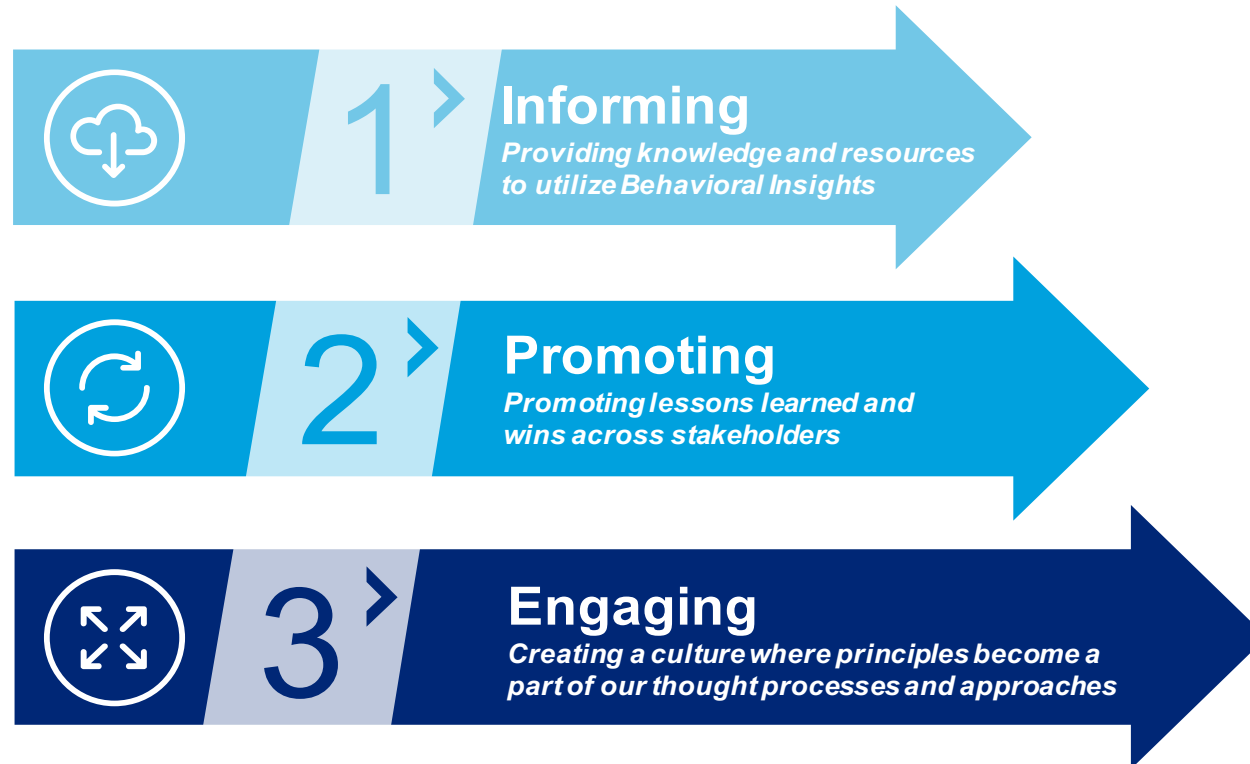 1
Informing
Providing knowledge and resources
to utilize Behavioral Insights
2
Promoting
Promoting lessons learned and
wins across stakeholders
3
Engaging
Creating a culture where principles become a
part of our thought processes and approaches